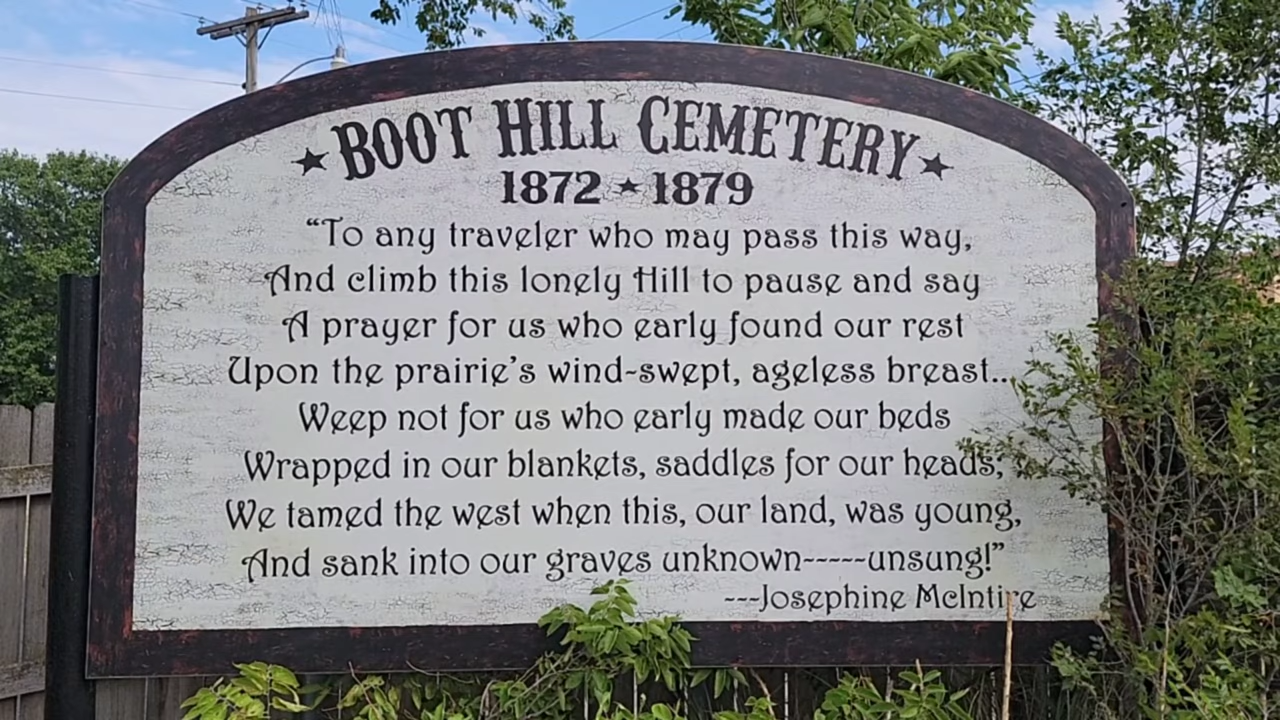 ★ BOOT HILL CEMETERY ★
1872 ★ 1879
“To any traveler who may pass this way,
And climb this lonely Hill to pause and say
A prayer for us who early found our rest
Upon the prairie’s wind-swept, ageless breast...
Weep not for us who early made our beds
Wrapped in our blankets, saddles for our heads;
We tamed the west when this, our land, was young,
And sank into our graves unknown-----unsung!”
---Josephine McIntire